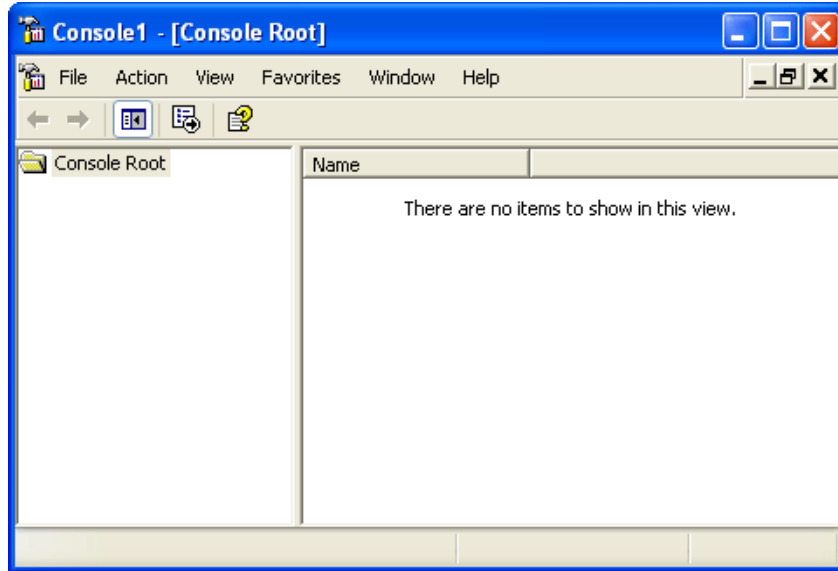 Console1 - [Console Root]
File Action View Favorites Window Help
Console Root
Name
There are no items to show in this view.